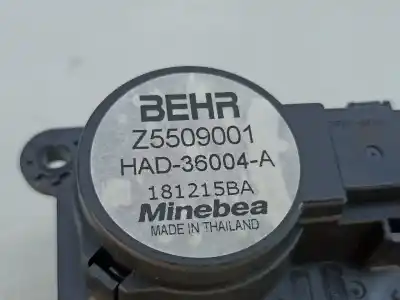 BEHR
Z5509001
HAD-36004-A
181215BA
Minebea
MADE IN THAILAND